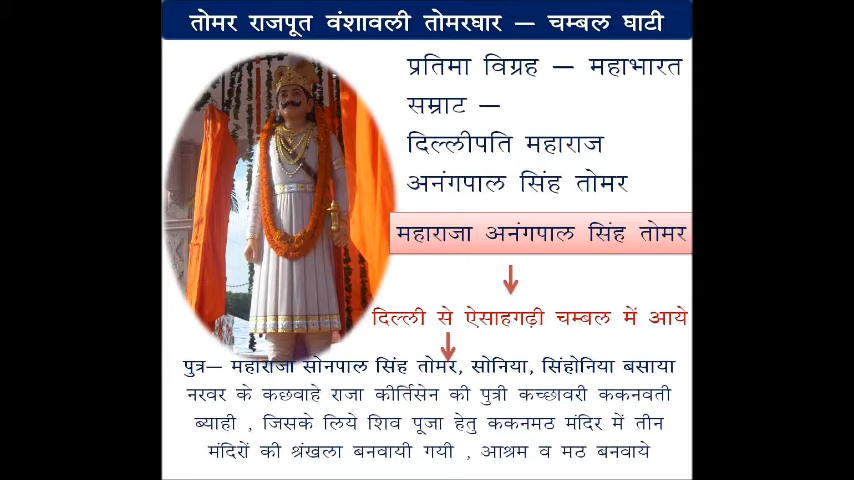 तोमर राजपूत वंशावली तोमरघार – चम्बल घाटी
प्रतिमा विग्रह – महाभारत
सम्राट –
दिल्लीपति महाराज
अनंगपाल सिंह तोमर
महाराजा अनंगपाल सिंह तोमर
दिल्ली से ऐसाहगढ़ी चम्बल में आये
पुत्र– महाराजा सोनपाल सिंह तोमर, सोनिया, सिंहोनिया बसाया
नरवर के कछवाहे राजा कीर्तिसेन की पुत्री कच्छावरी ककनवती
ब्याही , जिसके लिये शिव पूजा हेतु ककनमठ मंदिर में तीन
मंदिरों की श्रंखला बनवायी गयी , आश्रम व मठ बनवाये